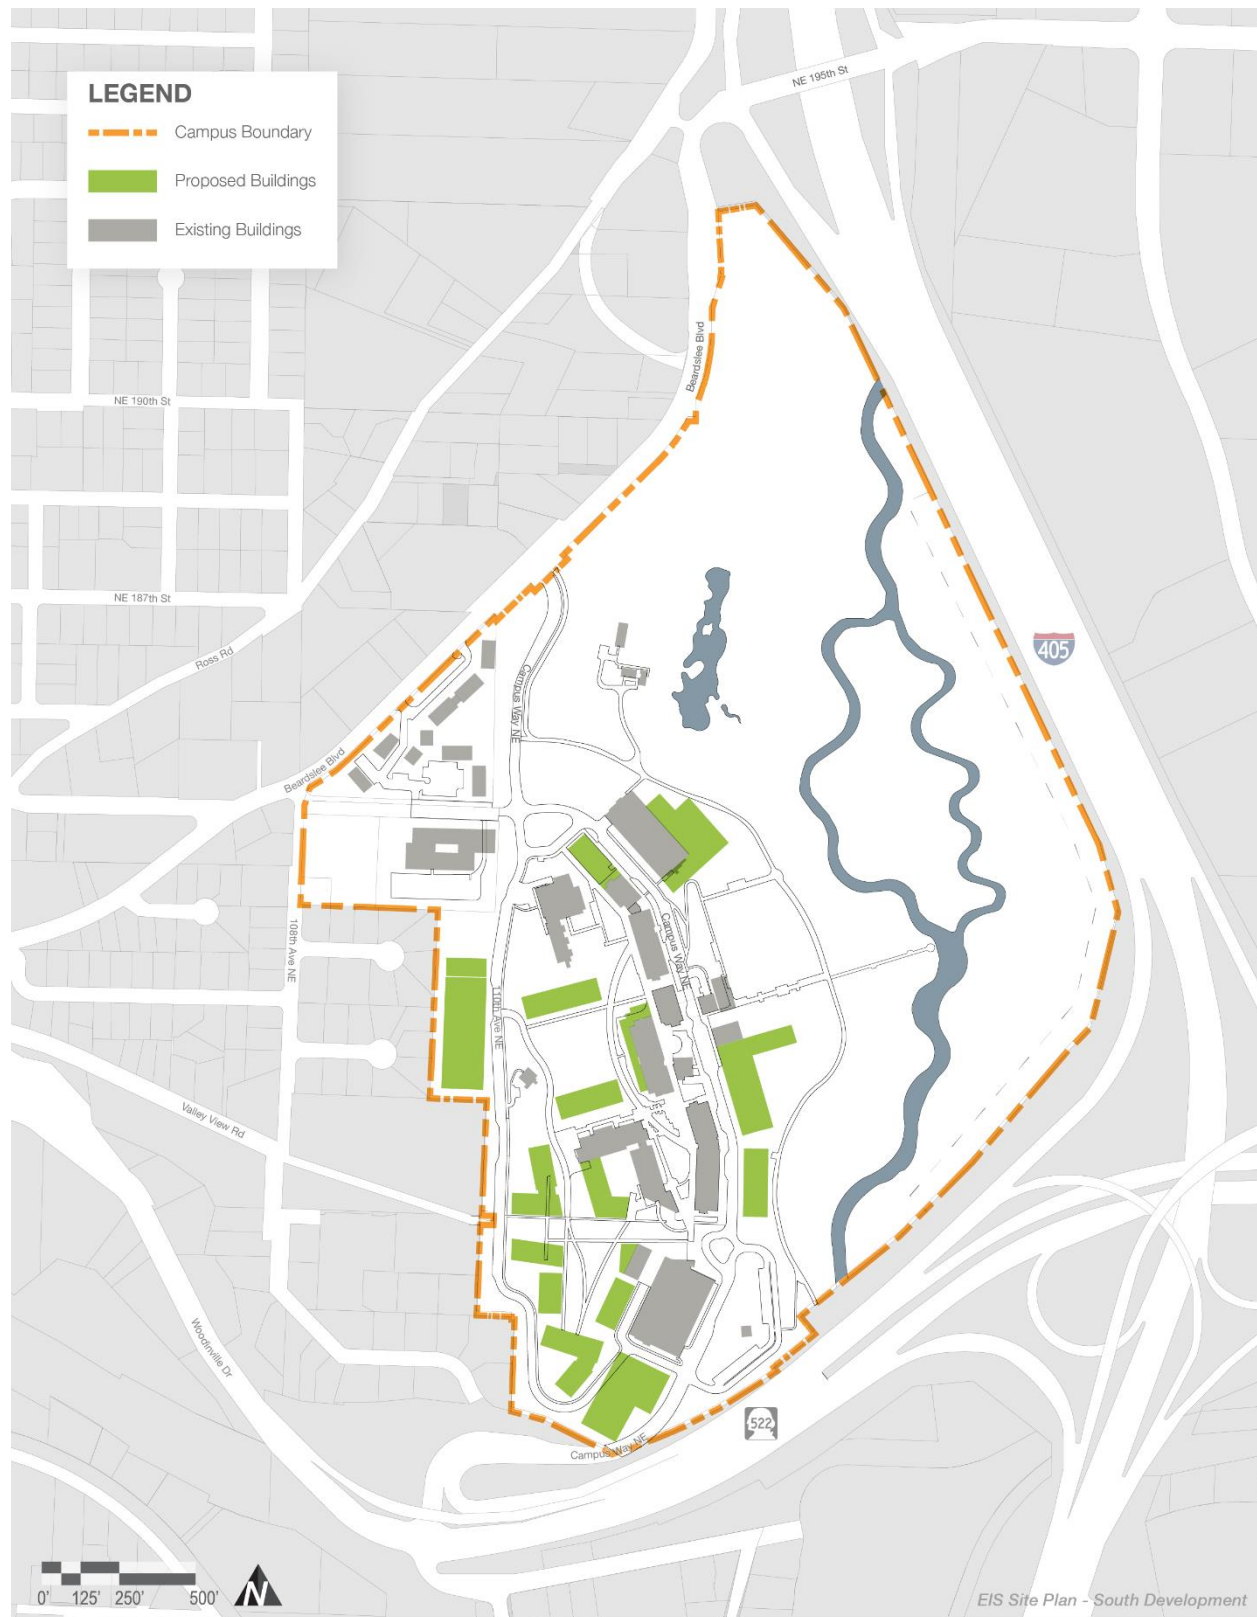 NE 195th St
LEGEND
Campus Boundary
Proposed Buildings
Existing Buildings
Beardslee Blvd
NE 190th St
NE 187th St
405
Ross Rd
Campus Way NE
Beardslee Blvd
108th Ave NE
Campus Way NE
110th Ave NE
Valley View Rd
Woodinville Dr
522
Campus Way NE
0' 125' 250' 500'
N
EIS Site Plan - South Development